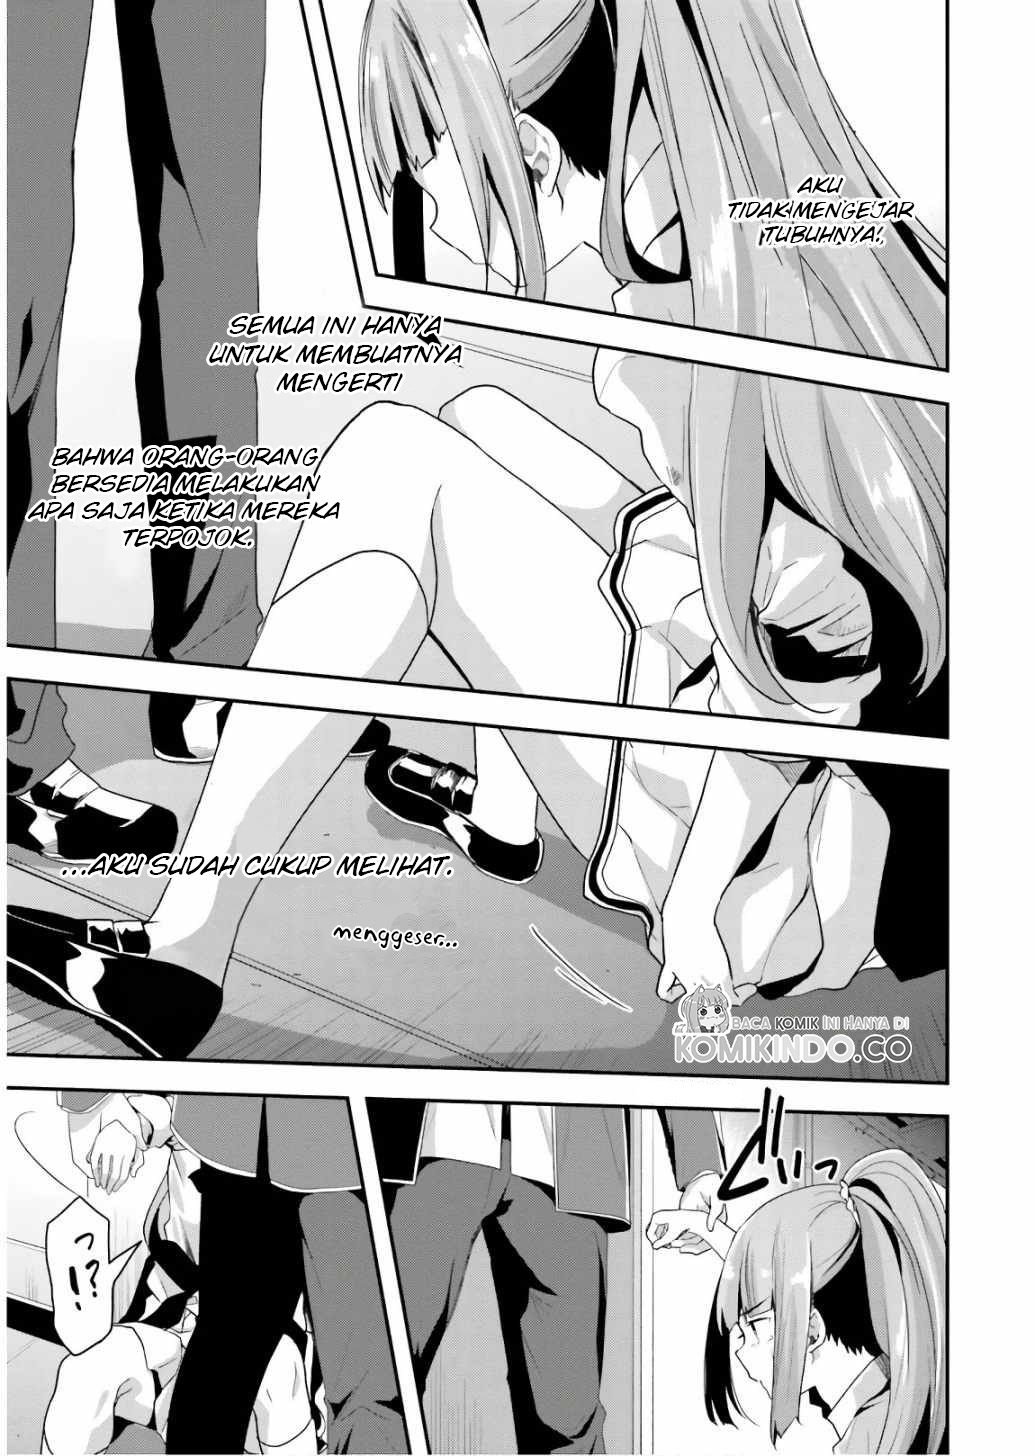 AKU
TIDAK MENGEJAR
TUBUHNYA!
SEMUA INI HANYA
UNTUK MEMBUATNYA
MENGERTI
BAHWA ORANG-ORANG
BERSEDIA MELAKUKAN
APA SAJA KETIKA MEREKA
TERPOJOK.
...AKU SUDAH CUKUP MELIHAT.
menggeser...
BACA KOMIK INI HANYA DI
KOMIKINDO.CO
っ!?